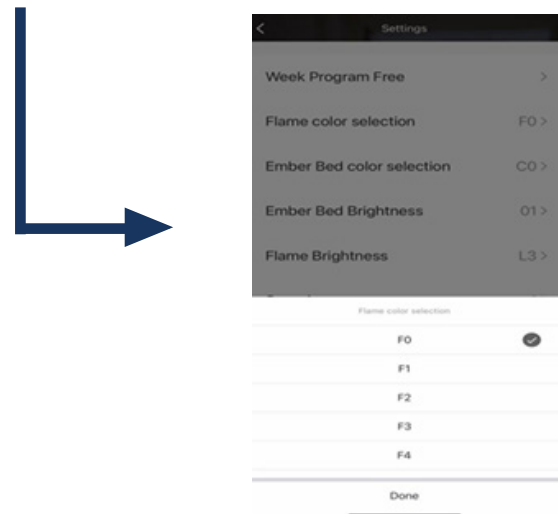 Settings
Week Program Free
Flame color selection F0
Ember Bed color selection C0
Ember Bed Brightness 01
Flame Brightness L3
Flame color selection
F0
F1
F2
F3
F4
Done